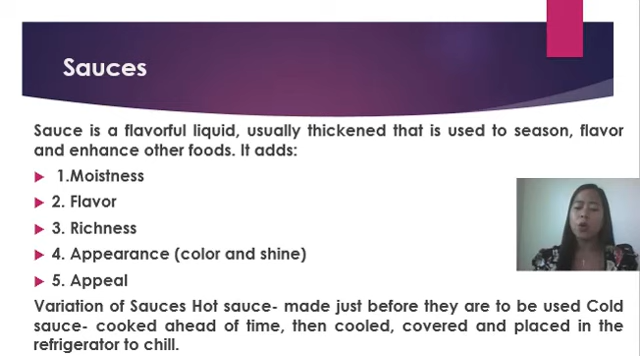 Sauces
Sauce is a flavorful liquid, usually thickened that is used to season, flavor
and enhance other foods. It adds:
1.Moistness
2. Flavor
3. Richness
4. Appearance (color and shine)
5. Appeal
Variation of Sauces Hot sauce- made just before they are to be used Cold
sauce- cooked ahead of time, then cooled, covered and placed in the
refrigerator to chill.